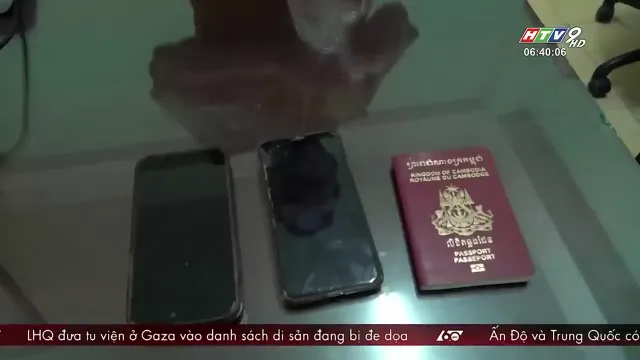 HTV9 HD
06:40:06
ព្រះរាជាណាចក្រកម្ពុជា
KINGDOM OF CAMBODIA
ROYAUME DU CAMBODGE
លិខិតឆ្លងដែន
PASSPORT
PASSEPORT
LHQ đưa tu viện ở Gaza vào danh sách di sản đang bị đe dọa
60
Ấn Độ và Trung Quốc có